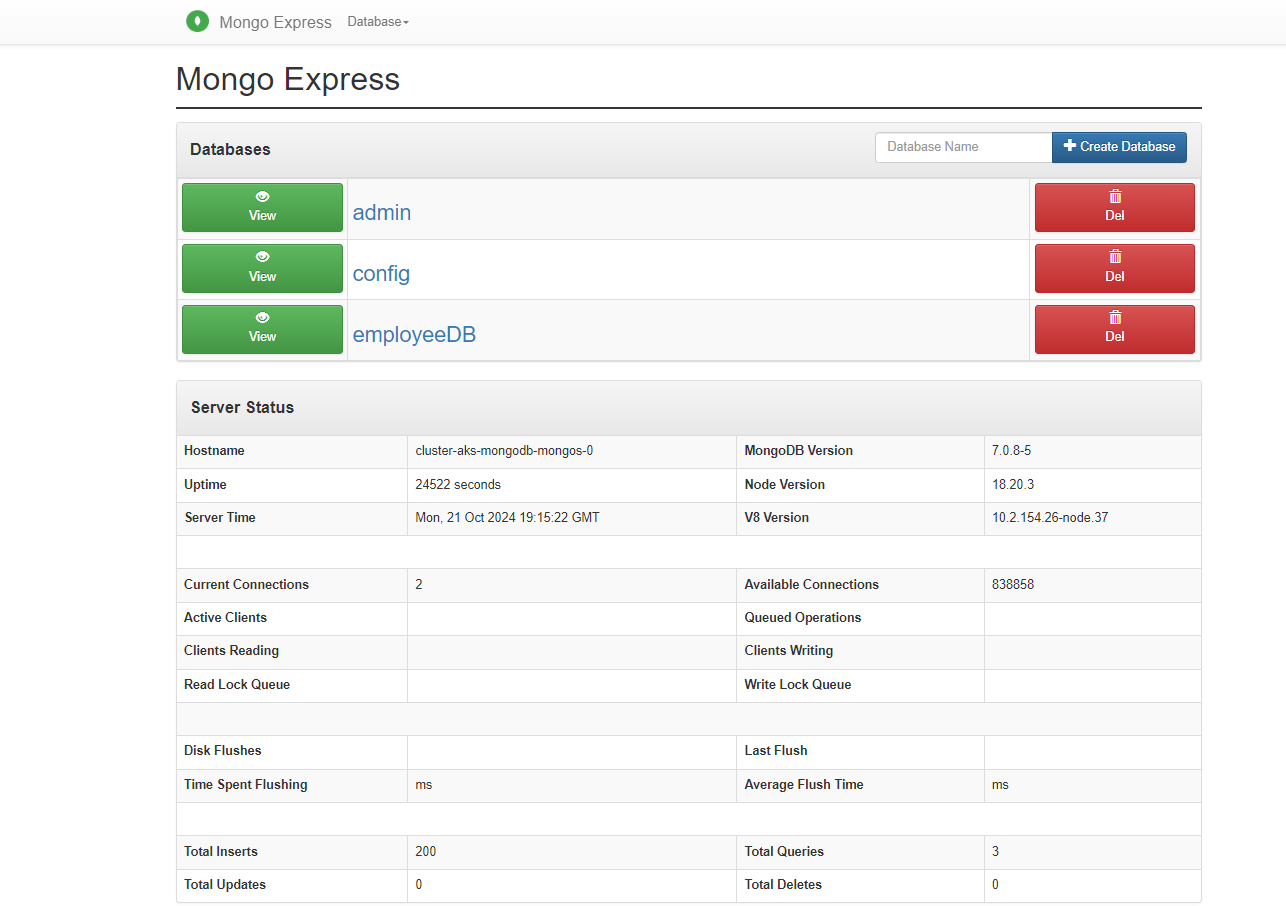 Mongo Express Database
Mongo Express
Databases Database Name Create Database
View admin Del
View config Del
View employeeDB Del
Server Status
Hostname cluster-aks-mongodb-mongos-0 MongoDB Version 7.0.8-5
Uptime 24522 seconds Node Version 18.20.3
Server Time Mon, 21 Oct 2024 19:15:22 GMT V8 Version 10.2.154.26-node.37
Current Connections 2 Available Connections 838858
Active Clients Queued Operations
Clients Reading Clients Writing
Read Lock Queue Write Lock Queue
Disk Flushes Last Flush
Time Spent Flushing ms Average Flush Time ms
Total Inserts 200 Total Queries 3
Total Updates 0 Total Deletes 0